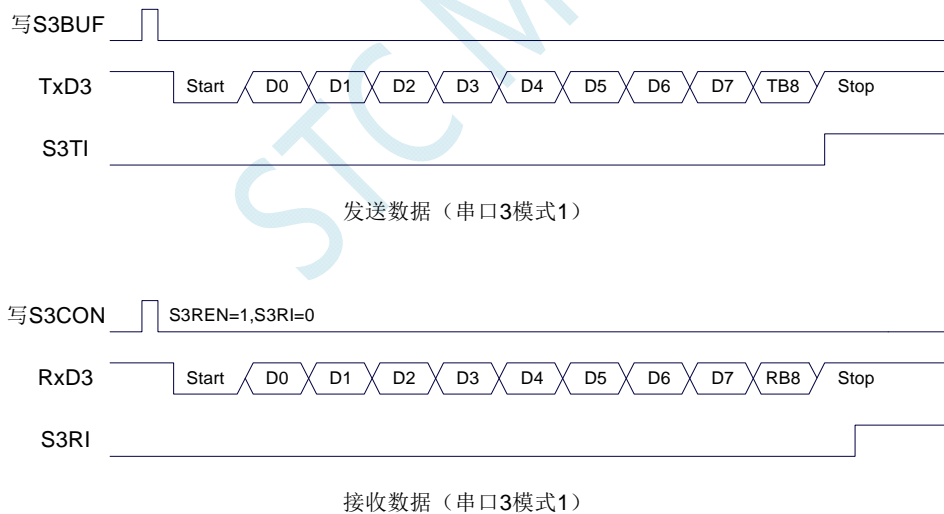 写S3BUF
TxD3 Start D0 D1 D2 D3 D4 D5 D6 D7 TB8 Stop
S3TI
发送数据（串口3模式1）
写S3CON S3REN=1,S3RI=0
RxD3 Start D0 D1 D2 D3 D4 D5 D6 D7 RB8 Stop
S3RI
接收数据（串口3模式1）
STC M